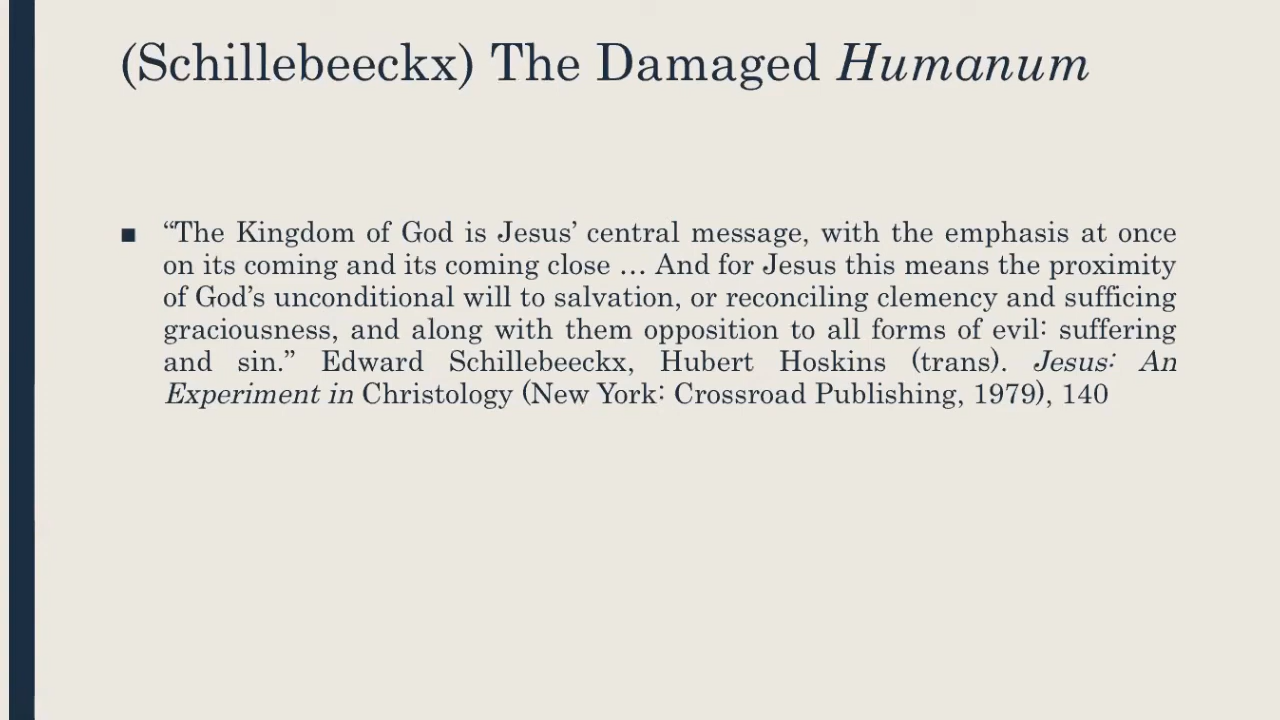 (Schillebeeckx) The Damaged Humanum
■ “The Kingdom of God is Jesus’ central message, with the emphasis at once
on its coming and its coming close … And for Jesus this means the proximity
of God’s unconditional will to salvation, or reconciling clemency and sufficing
graciousness, and along with them opposition to all forms of evil: suffering
and sin.” Edward Schillebeeckx, Hubert Hoskins (trans). Jesus: An
Experiment in Christology (New York: Crossroad Publishing, 1979), 140